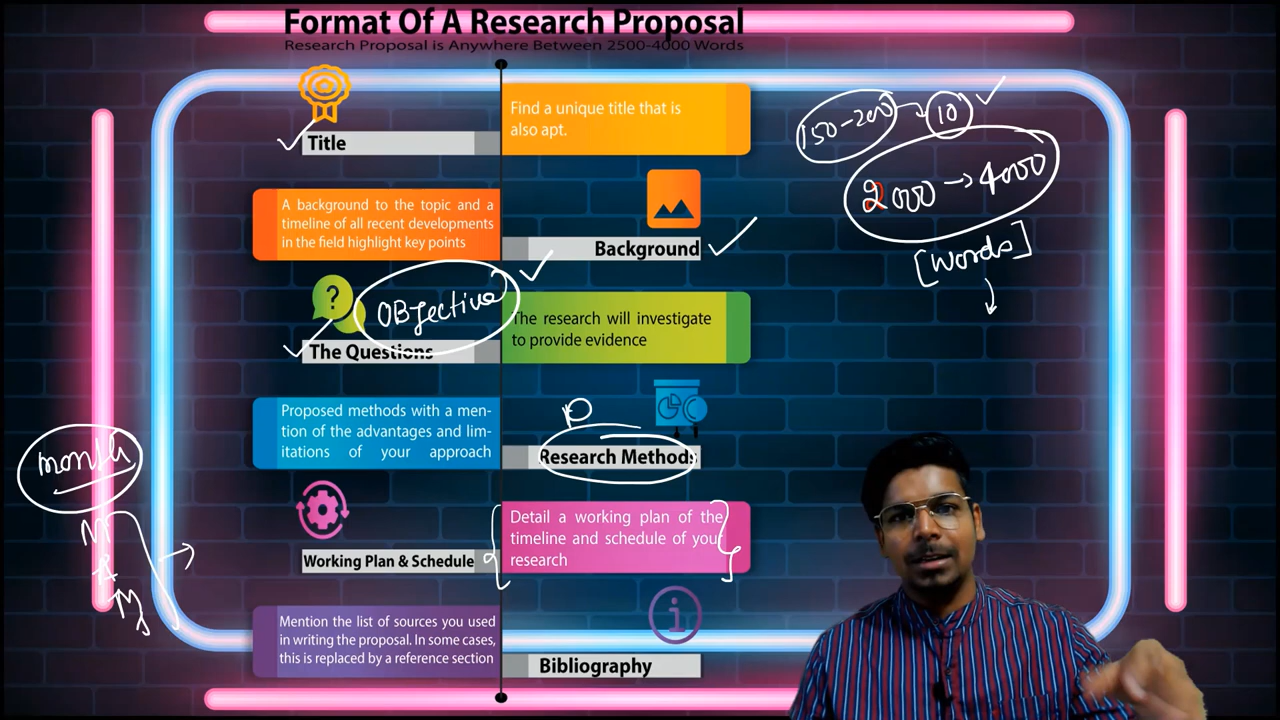 Format Of A Research Proposal
Research Proposal is Anywhere Between 2500-4000 Words
Title
Find a unique title that is
also apt.
150-200 → 10
2000 → 4000
[words]
A background to the topic and a
timeline of all recent developments
in the field highlight key points
Background
OBjective
The Questions
The research will investigate
to provide evidence
Proposed methods with a men-
tion of the advantages and lim-
itations of your approach
Research Methods
month
M
A
M
Working Plan & Schedule
Detail a working plan of the
timeline and schedule of your
research
Mention the list of sources you used
in writing the proposal. In some cases,
this is replaced by a reference section
Bibliography